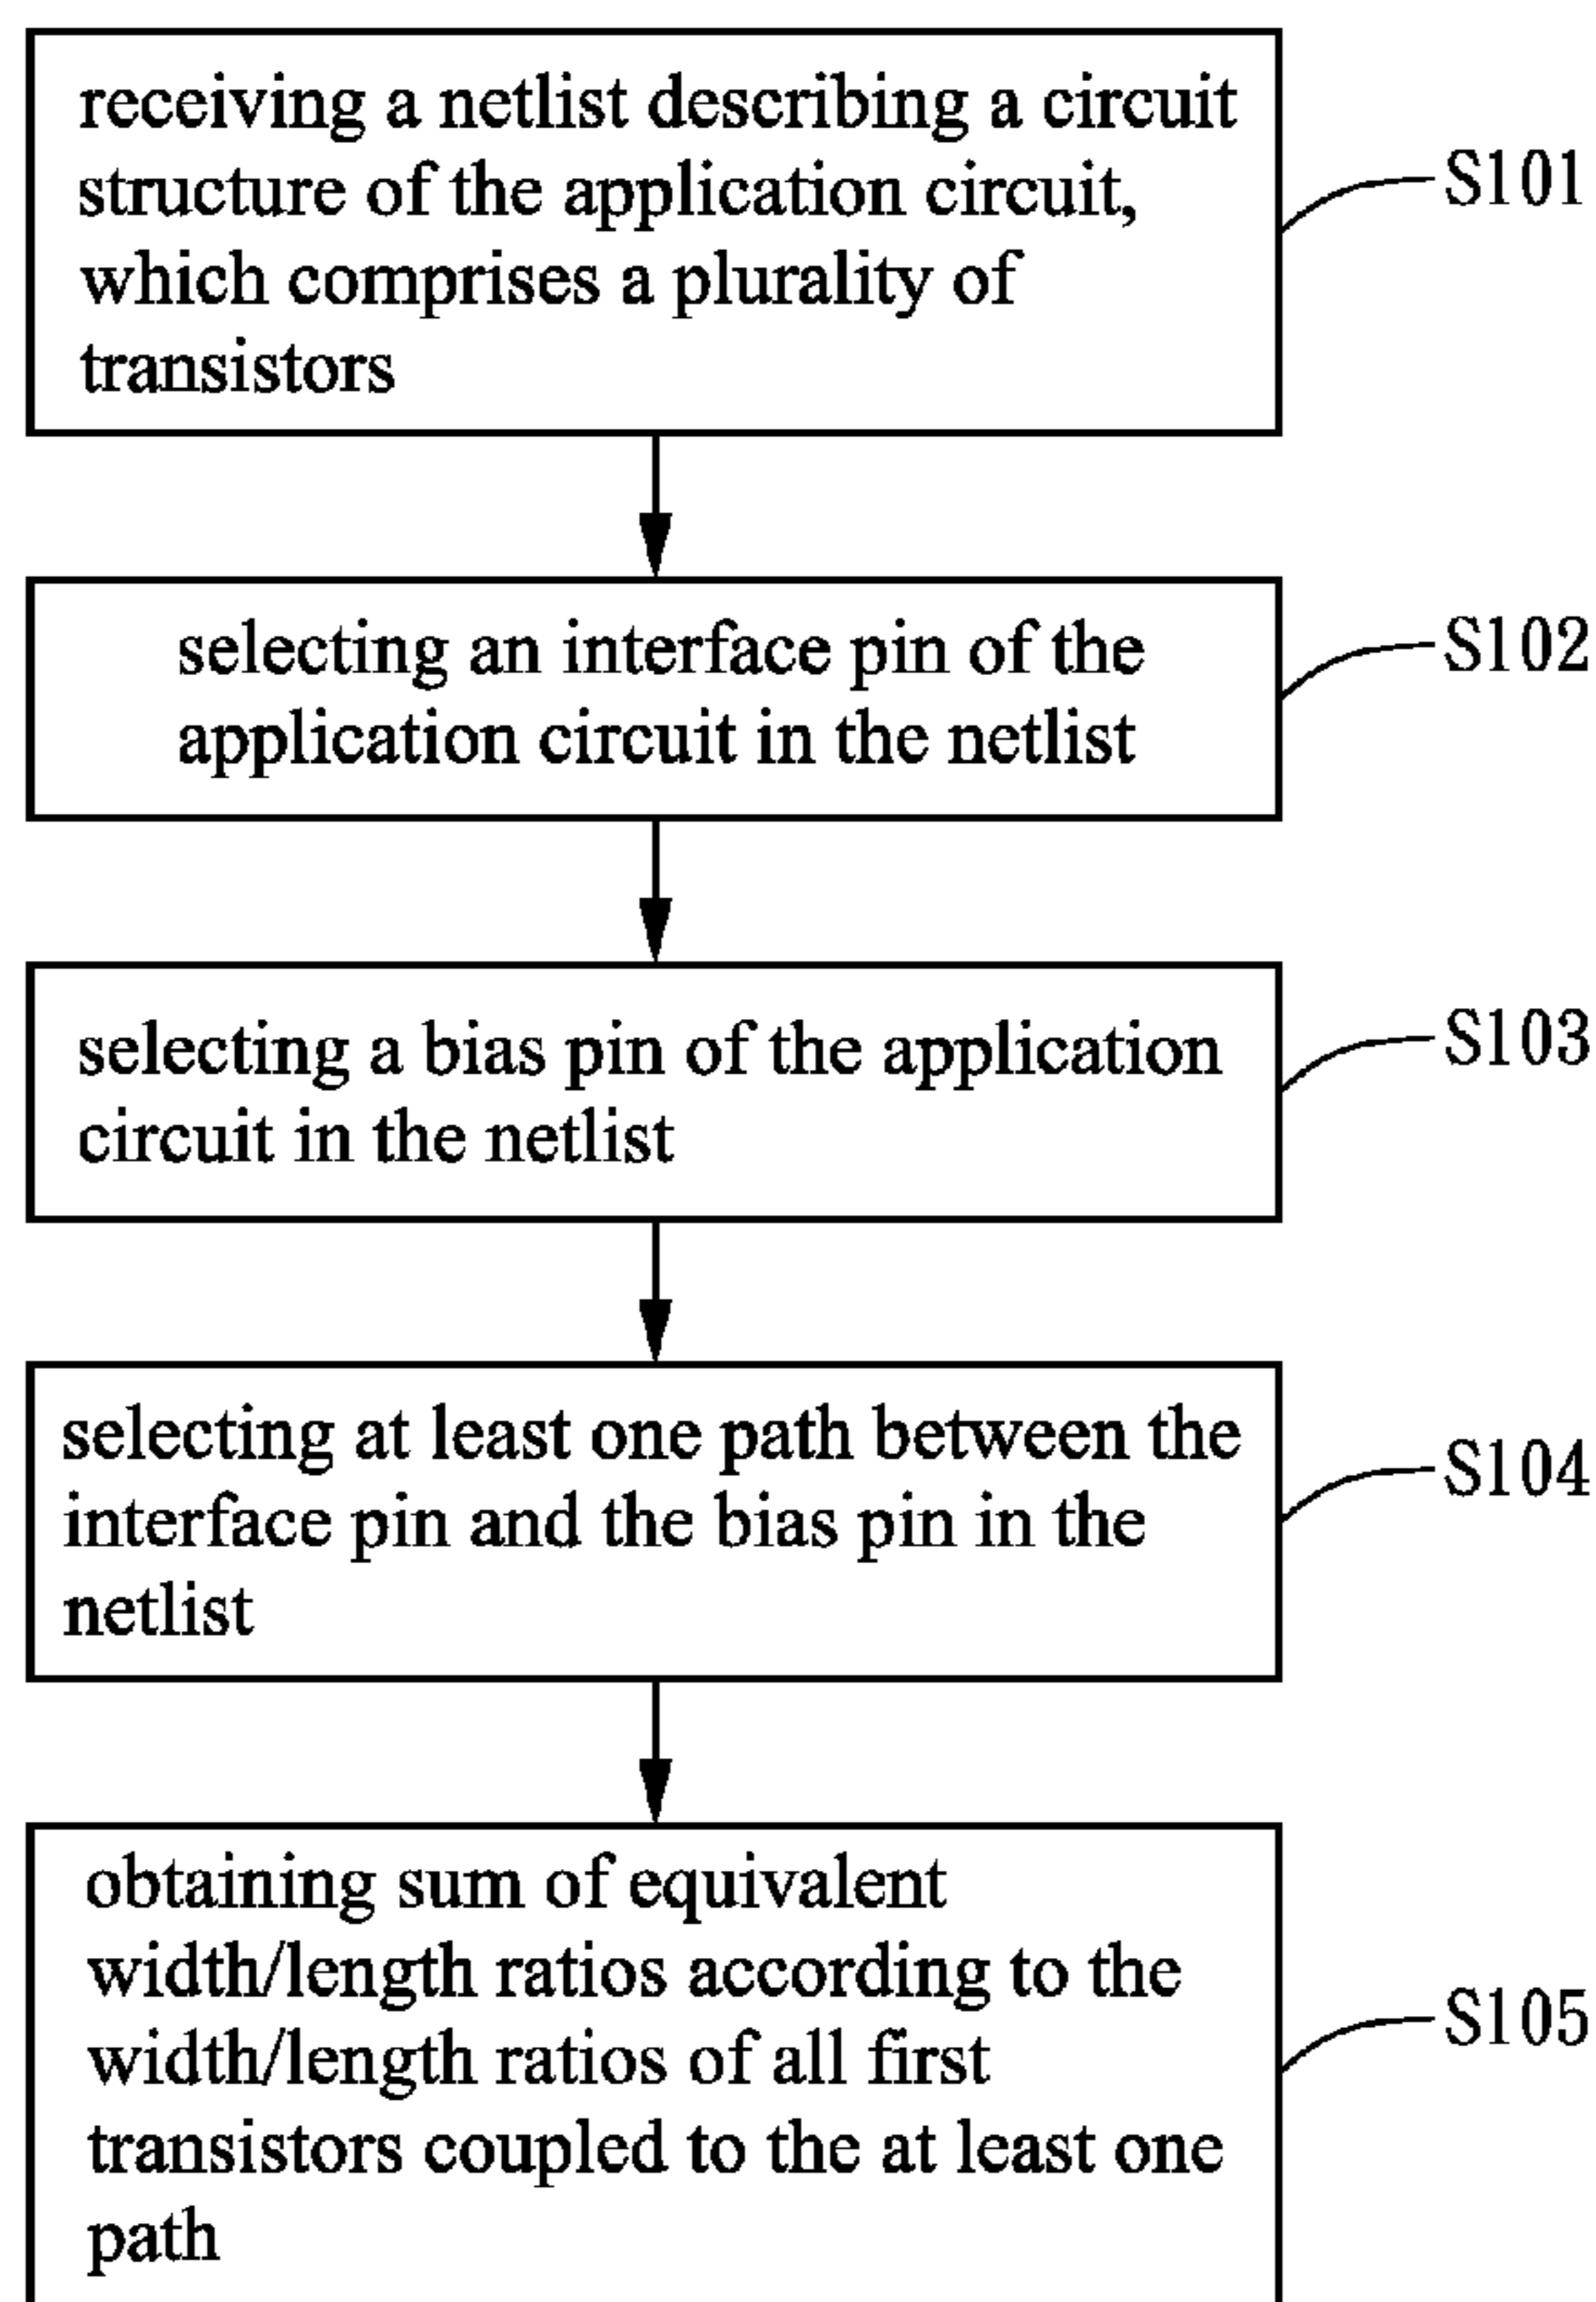 receiving a netlist describing a circuit
structure of the application circuit,
which comprises a plurality of
transistors
S101
selecting an interface pin of the
application circuit in the netlist
S102
selecting a bias pin of the application
circuit in the netlist
S103
selecting at least one path between the
interface pin and the bias pin in the
netlist
S104
obtaining sum of equivalent
width/length ratios according to the
width/length ratios of all first
transistors coupled to the at least one
path
S105